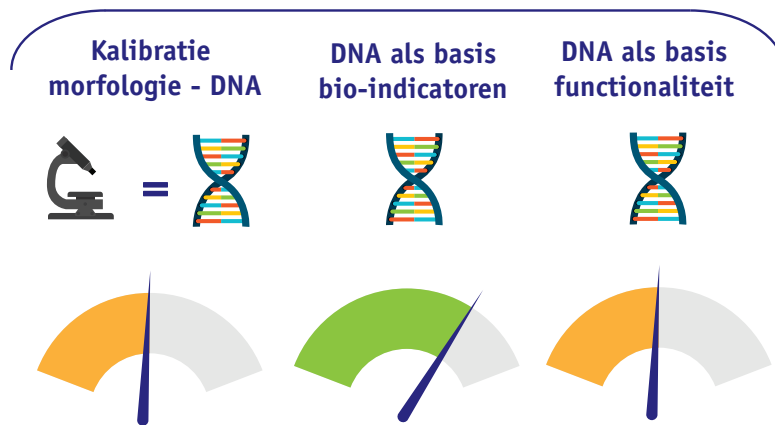 Kalibratie
morfologie - DNA
DNA als basis
bio-indicatoren
DNA als basis
functionaliteit
=